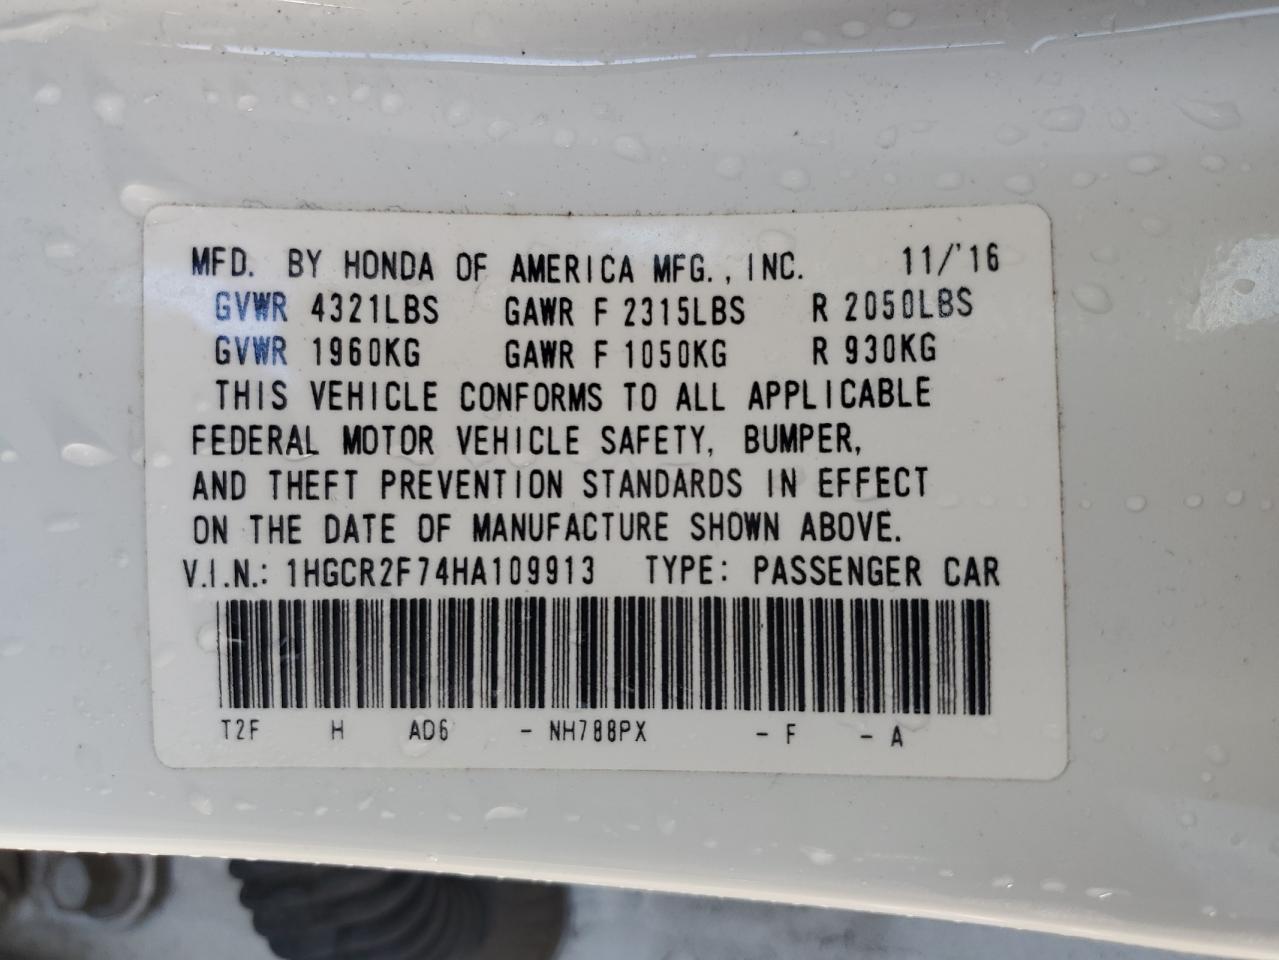 MFD. BY HONDA OF AMERICA MFG., INC. 11/'16
GVWR 4321LBS GAWR F 2315LBS R 2050LBS
GVWR 1960KG GAWR F 1050KG R 930KG
THIS VEHICLE CONFORMS TO ALL APPLICABLE
FEDERAL MOTOR VEHICLE SAFETY, BUMPER,
AND THEFT PREVENTION STANDARDS IN EFFECT
ON THE DATE OF MANUFACTURE SHOWN ABOVE.
V.I.N.: 1HGCR2F74HA109913 TYPE: PASSENGER CAR
T2F H AD6 - NH788PX - F - A